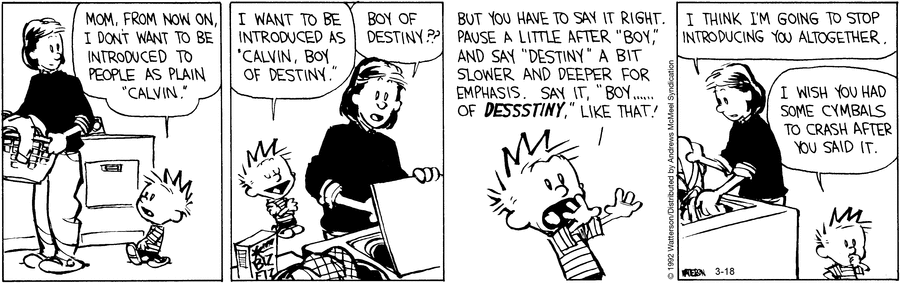 MOM, FROM NOW ON,
I DON'T WANT TO BE
INTRODUCED TO
PEOPLE AS PLAIN
"CALVIN."
I WANT TO BE
INTRODUCED AS
"CALVIN, BOY
OF DESTINY."
BOY OF
DESTINY??
BUT YOU HAVE TO SAY IT RIGHT.
PAUSE A LITTLE AFTER "BOY,"
AND SAY "DESTINY" A BIT
SLOWER AND DEEPER FOR
EMPHASIS. SAY IT, "BOY......
OF DESSSTINY," LIKE THAT!
© 1992 Watterson/Distributed by Andrews McMeel Syndication
I THINK I'M GOING TO STOP
INTRODUCING YOU ALTOGETHER.
I WISH YOU HAD
SOME CYMBALS
TO CRASH AFTER
YOU SAID IT.
WATTERSON 3-18